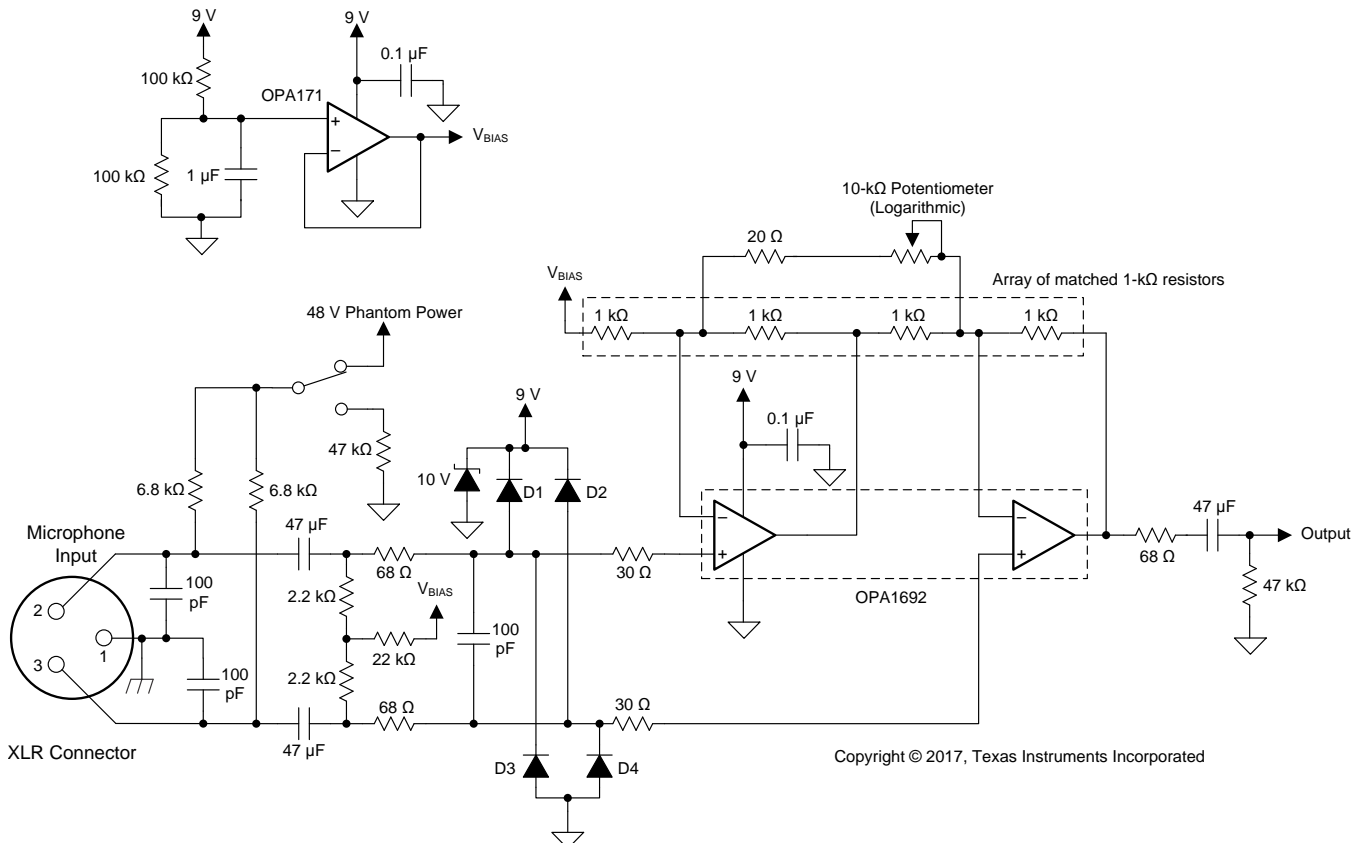 9 V
9 V
0.1 µF
100 kΩ
OPA171
+
−
VBIAS
100 kΩ
1 µF
10-kΩ Potentiometer
(Logarithmic)
20 Ω
VBIAS
Array of matched 1-kΩ resistors
1 kΩ
1 kΩ
1 kΩ
1 kΩ
48 V Phantom Power
9 V
9 V
0.1 µF
47 kΩ
6.8 kΩ
6.8 kΩ
10 V
D1
D2
Microphone
Input
47 µF
68 Ω
30 Ω
−
+
−
+
68 Ω
47 µF
Output
OPA1692
47 kΩ
100
pF
2
1
3
100
pF
2.2 kΩ
VBIAS
22 kΩ
100
pF
2.2 kΩ
68 Ω
30 Ω
47 µF
XLR Connector
D3
D4
Copyright © 2017, Texas Instruments Incorporated